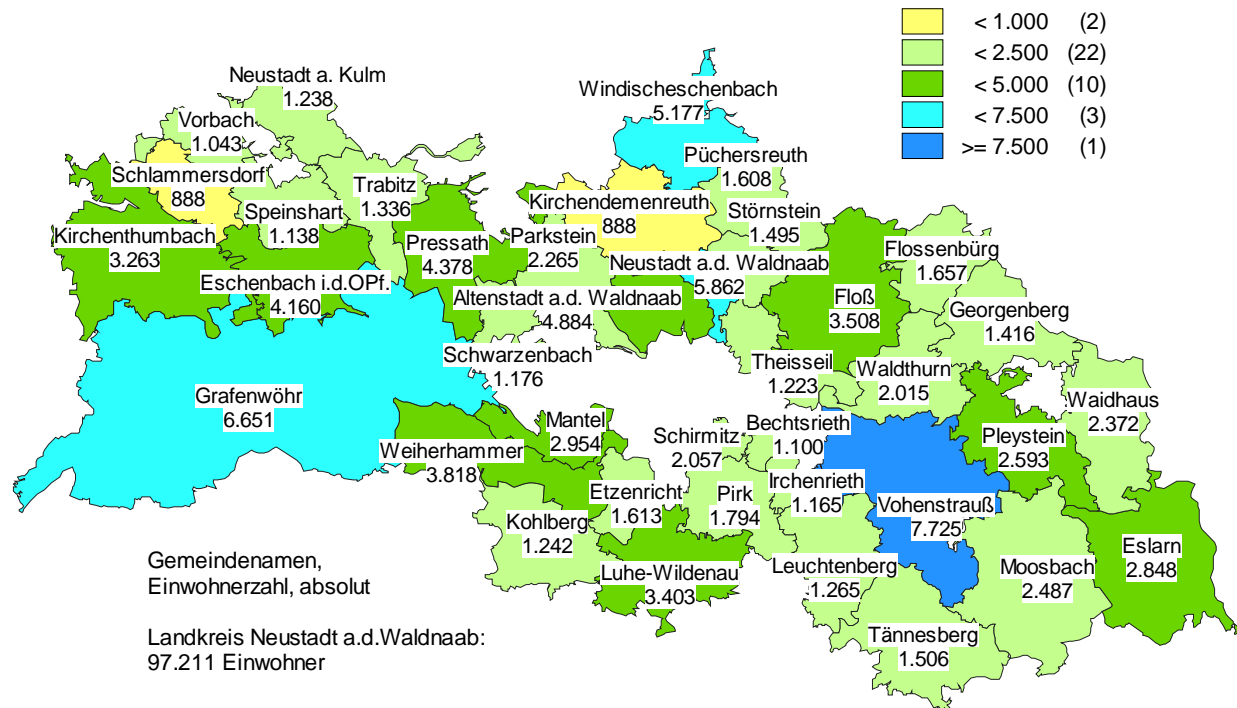 < 1.000 (2)
< 2.500 (22)
< 5.000 (10)
< 7.500 (3)
>= 7.500 (1)
Neustadt a. Kulm
1.238
Windischeschenbach
5.177
Vorbach
1.043
Püchersreuth
1.608
Schlammersdorf
888
Trabitz
1.336
Kirchendemenreuth
888
Speinshart
1.138
Störnstein
1.495
Kirchenthumbach
3.263
Pressath
4.378
Parkstein
2.265
Flossenbürg
1.657
Neustadt a.d. Waldnaab
5.862
Eschenbach i.d.OPf.
4.160
Altenstadt a.d. Waldnaab
4.884
Floß
3.508
Georgenberg
1.416
Schwarzenbach
1.176
Theisseil
1.223
Waldthurn
2.015
Grafenwöhr
6.651
Waidhaus
2.372
Mantel
2.954
Bechtsrieth
1.100
Schirmitz
2.057
Pleystein
2.593
Weiherhammer
3.818
Irchenrieth
1.165
Etzenricht
1.613
Pirk
1.794
Vohenstrauß
7.725
Kohlberg
1.242
Eslarn
2.848
Gemeindenamen,
Einwohnerzahl, absolut
Luhe-Wildenau
3.403
Leuchtenberg
1.265
Moosbach
2.487
Tännesberg
1.506
Landkreis Neustadt a.d.Waldnaab:
97.211 Einwohner